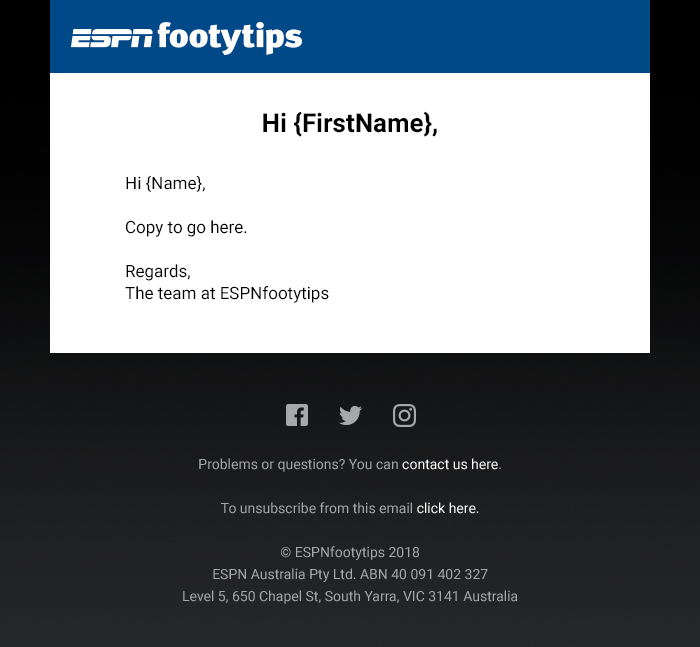 ESPN footytips
Hi {FirstName},
Hi {Name},
Copy to go here.
Regards,
The team at ESPNfootytips
Problems or questions? You can contact us here.
To unsubscribe from this email click here.
© ESPNfootytips 2018
ESPN Australia Pty Ltd. ABN 40 091 402 327
Level 5, 650 Chapel St, South Yarra, VIC 3141 Australia